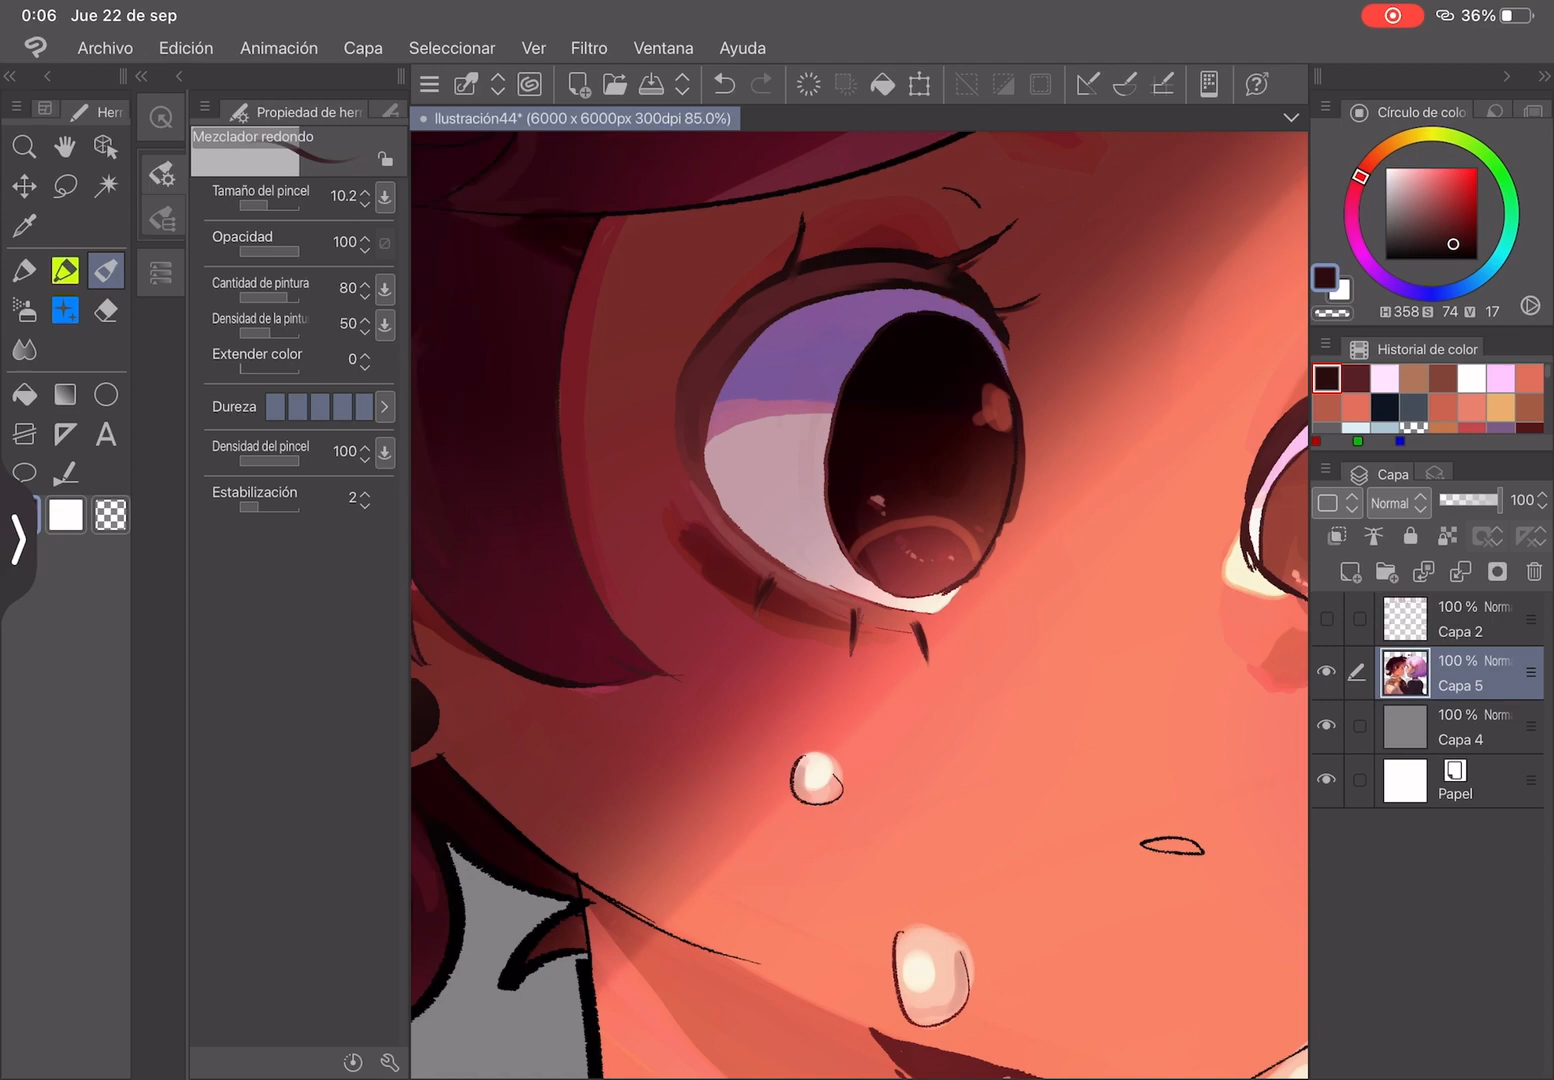 0:06 Jue 22 de sep
36%
Archivo Edición Animación Capa Seleccionar Ver Filtro Ventana Ayuda
Herr
Propiedad de her
Ilustración44* (6000 x 6000px 300dpi 85.0%)
Mezclador redondo
Tamaño del pincel 10.2
Opacidad 100
Cantidad de pintura 80
Densidad de la pintu 50
Extender color 0
Dureza
Densidad del pincel 100
Estabilización 2
A
Círculo de colo
H 358 S 74 V 17
Historial de color
Capa
Normal 100
100 % Norm
Capa 2
100 % Norm
Capa 5
100 % Norm
Capa 4
Papel